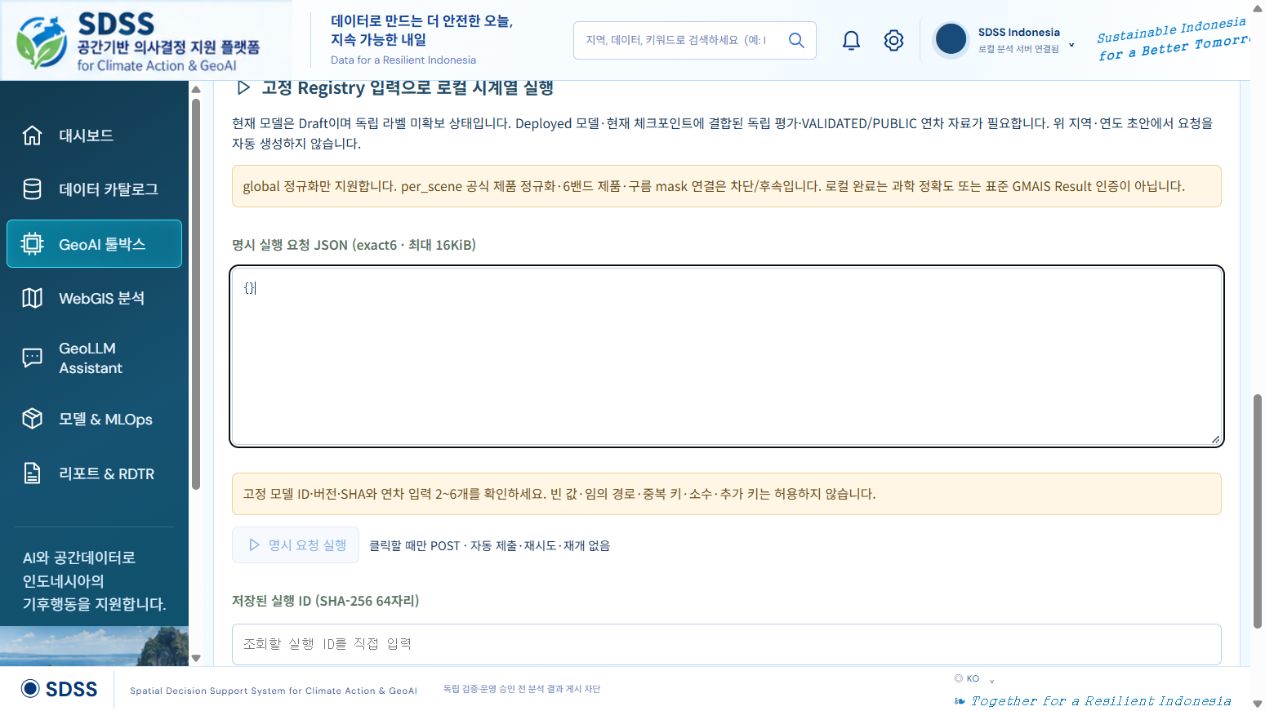 SDSS
공간기반 의사결정 지원 플랫폼
for Climate Action & GeoAI
데이터로 만드는 더 안전한 오늘,
지속 가능한 내일
Data for a Resilient Indonesia
지역, 데이터, 키워드로 검색하세요 (예: I
SDSS Indonesia
로컬 분석 서버 연결됨
Sustainable Indonesia
for a Better Tomorr
대시보드
데이터 카탈로그
GeoAI 툴박스
WebGIS 분석
GeoLLM
Assistant
모델 & MLOps
리포트 & RDTR
AI와 공간데이터로
인도네시아의
기후행동을 지원합니다.
고정 Registry 입력으로 로컬 시계열 실행
현재 모델은 Draft이며 독립 라벨 미확보 상태입니다. Deployed 모델·현재 체크포인트에 결합된 독립 평가·VALIDATED/PUBLIC 연차 자료가 필요합니다. 위 지역·연도 초안에서 요청을
자동 생성하지 않습니다.
global 정규화만 지원합니다. per_scene 공식 제품 정규화·6밴드 제품·구름 mask 연결은 차단/후속입니다. 로컬 완료는 과학 정확도 또는 표준 GMAIS Result 인증이 아닙니다.
명시 실행 요청 JSON (exact6 · 최대 16KiB)
{}
고정 모델 ID·버전·SHA와 연차 입력 2~6개를 확인하세요. 빈 값·임의 경로·중복 키·소수·추가 키는 허용하지 않습니다.
명시 요청 실행
클릭할 때만 POST · 자동 제출·재시도·재개 없음
저장된 실행 ID (SHA-256 64자리)
조회할 실행 ID를 직접 입력
SDSS
Spatial Decision Support System for Climate Action & GeoAI
독립 검증·운영 승인 전 분석 결과 게시 차단
KO
Together for a Resilient Indonesia